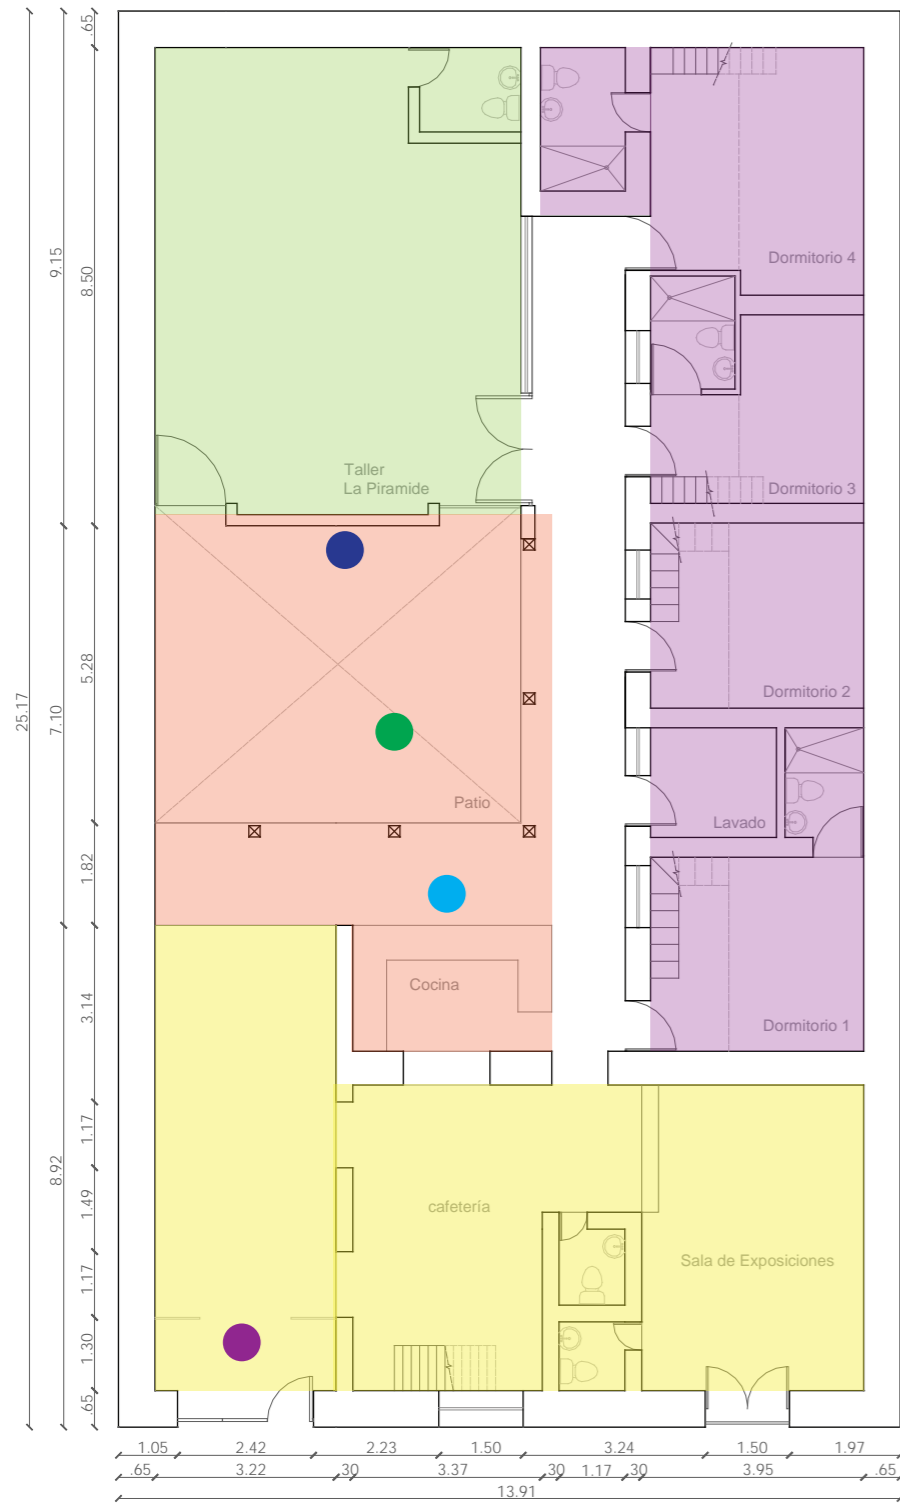 .65
9.15
8.50
Dormitorio 4
Taller
La Piramide
Dormitorio 3
25.17
7.10
5.28
Dormitorio 2
Patio
Lavado
1.82
Cocina
3.14
Dormitorio 1
8.92
1.17
1.49
cafetería
Sala de Exposiciones
1.17
1.30
.65
1.05 2.42 2.23 1.50 3.24 1.50 1.97
.65 3.22 .30 3.37 .30 1.17 .30 3.95 .65
13.91